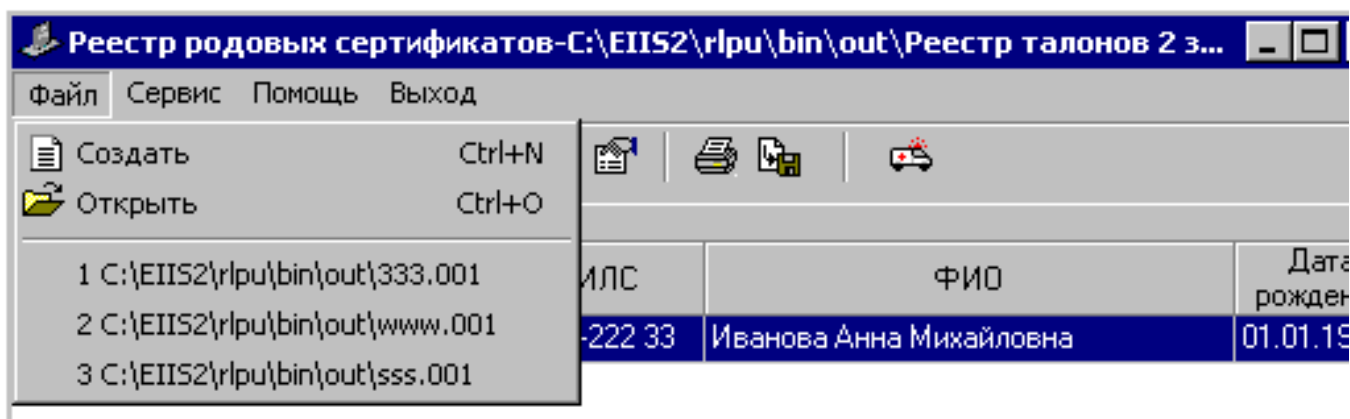 Реестр родовых сертификатов-C:\EIIS2\rlpu\bin\out\Реестр талонов 2 з...
Файл Сервис Помощь Выход
Создать Ctrl+N
Открыть Ctrl+O
1 C:\EIIS2\rlpu\bin\out\333.001
2 C:\EIIS2\rlpu\bin\out\www.001
3 C:\EIIS2\rlpu\bin\out\sss.001
ИЛС ФИО Дата
рожден
-222 33 Иванова Анна Михайловна 01.01.19